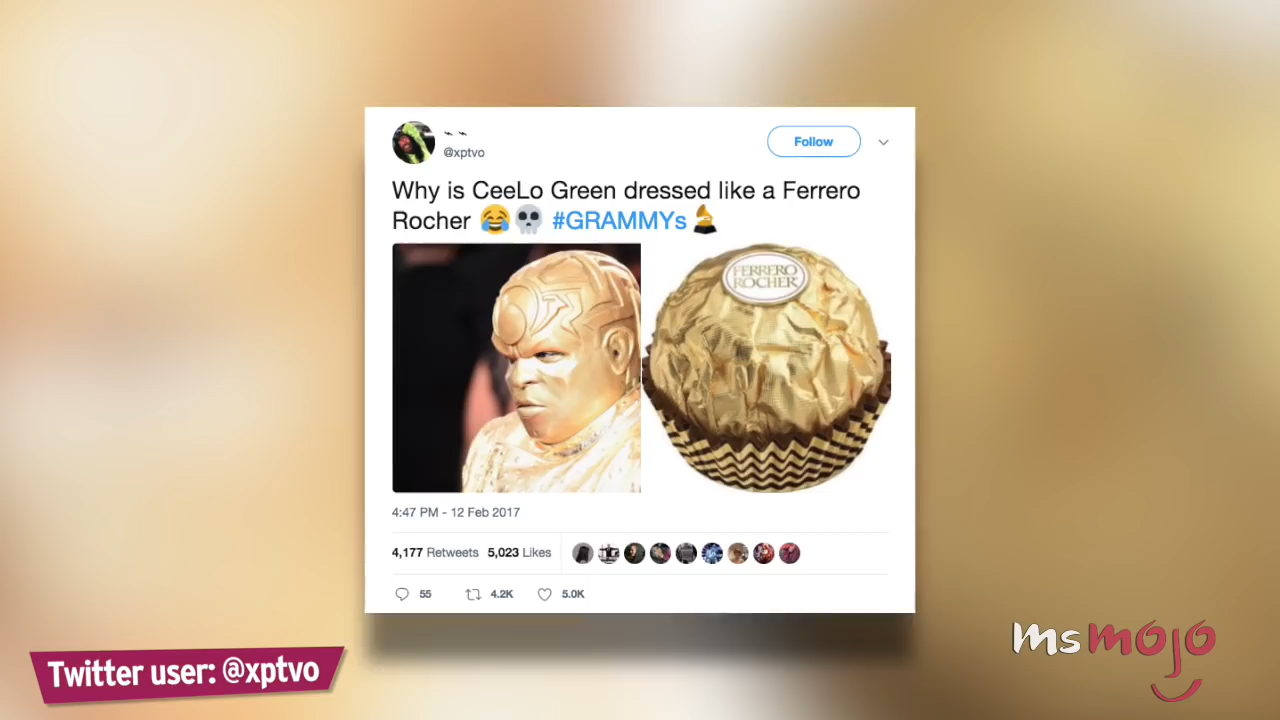 @xptvo
Follow
Why is CeeLo Green dressed like a Ferrero
Rocher 😂💀 #GRAMMYs
FERRERO
ROCHER
4:47 PM - 12 Feb 2017
4,177 Retweets 5,023 Likes
55 4.2K 5.0K
Twitter user: @xptvo
msmojo